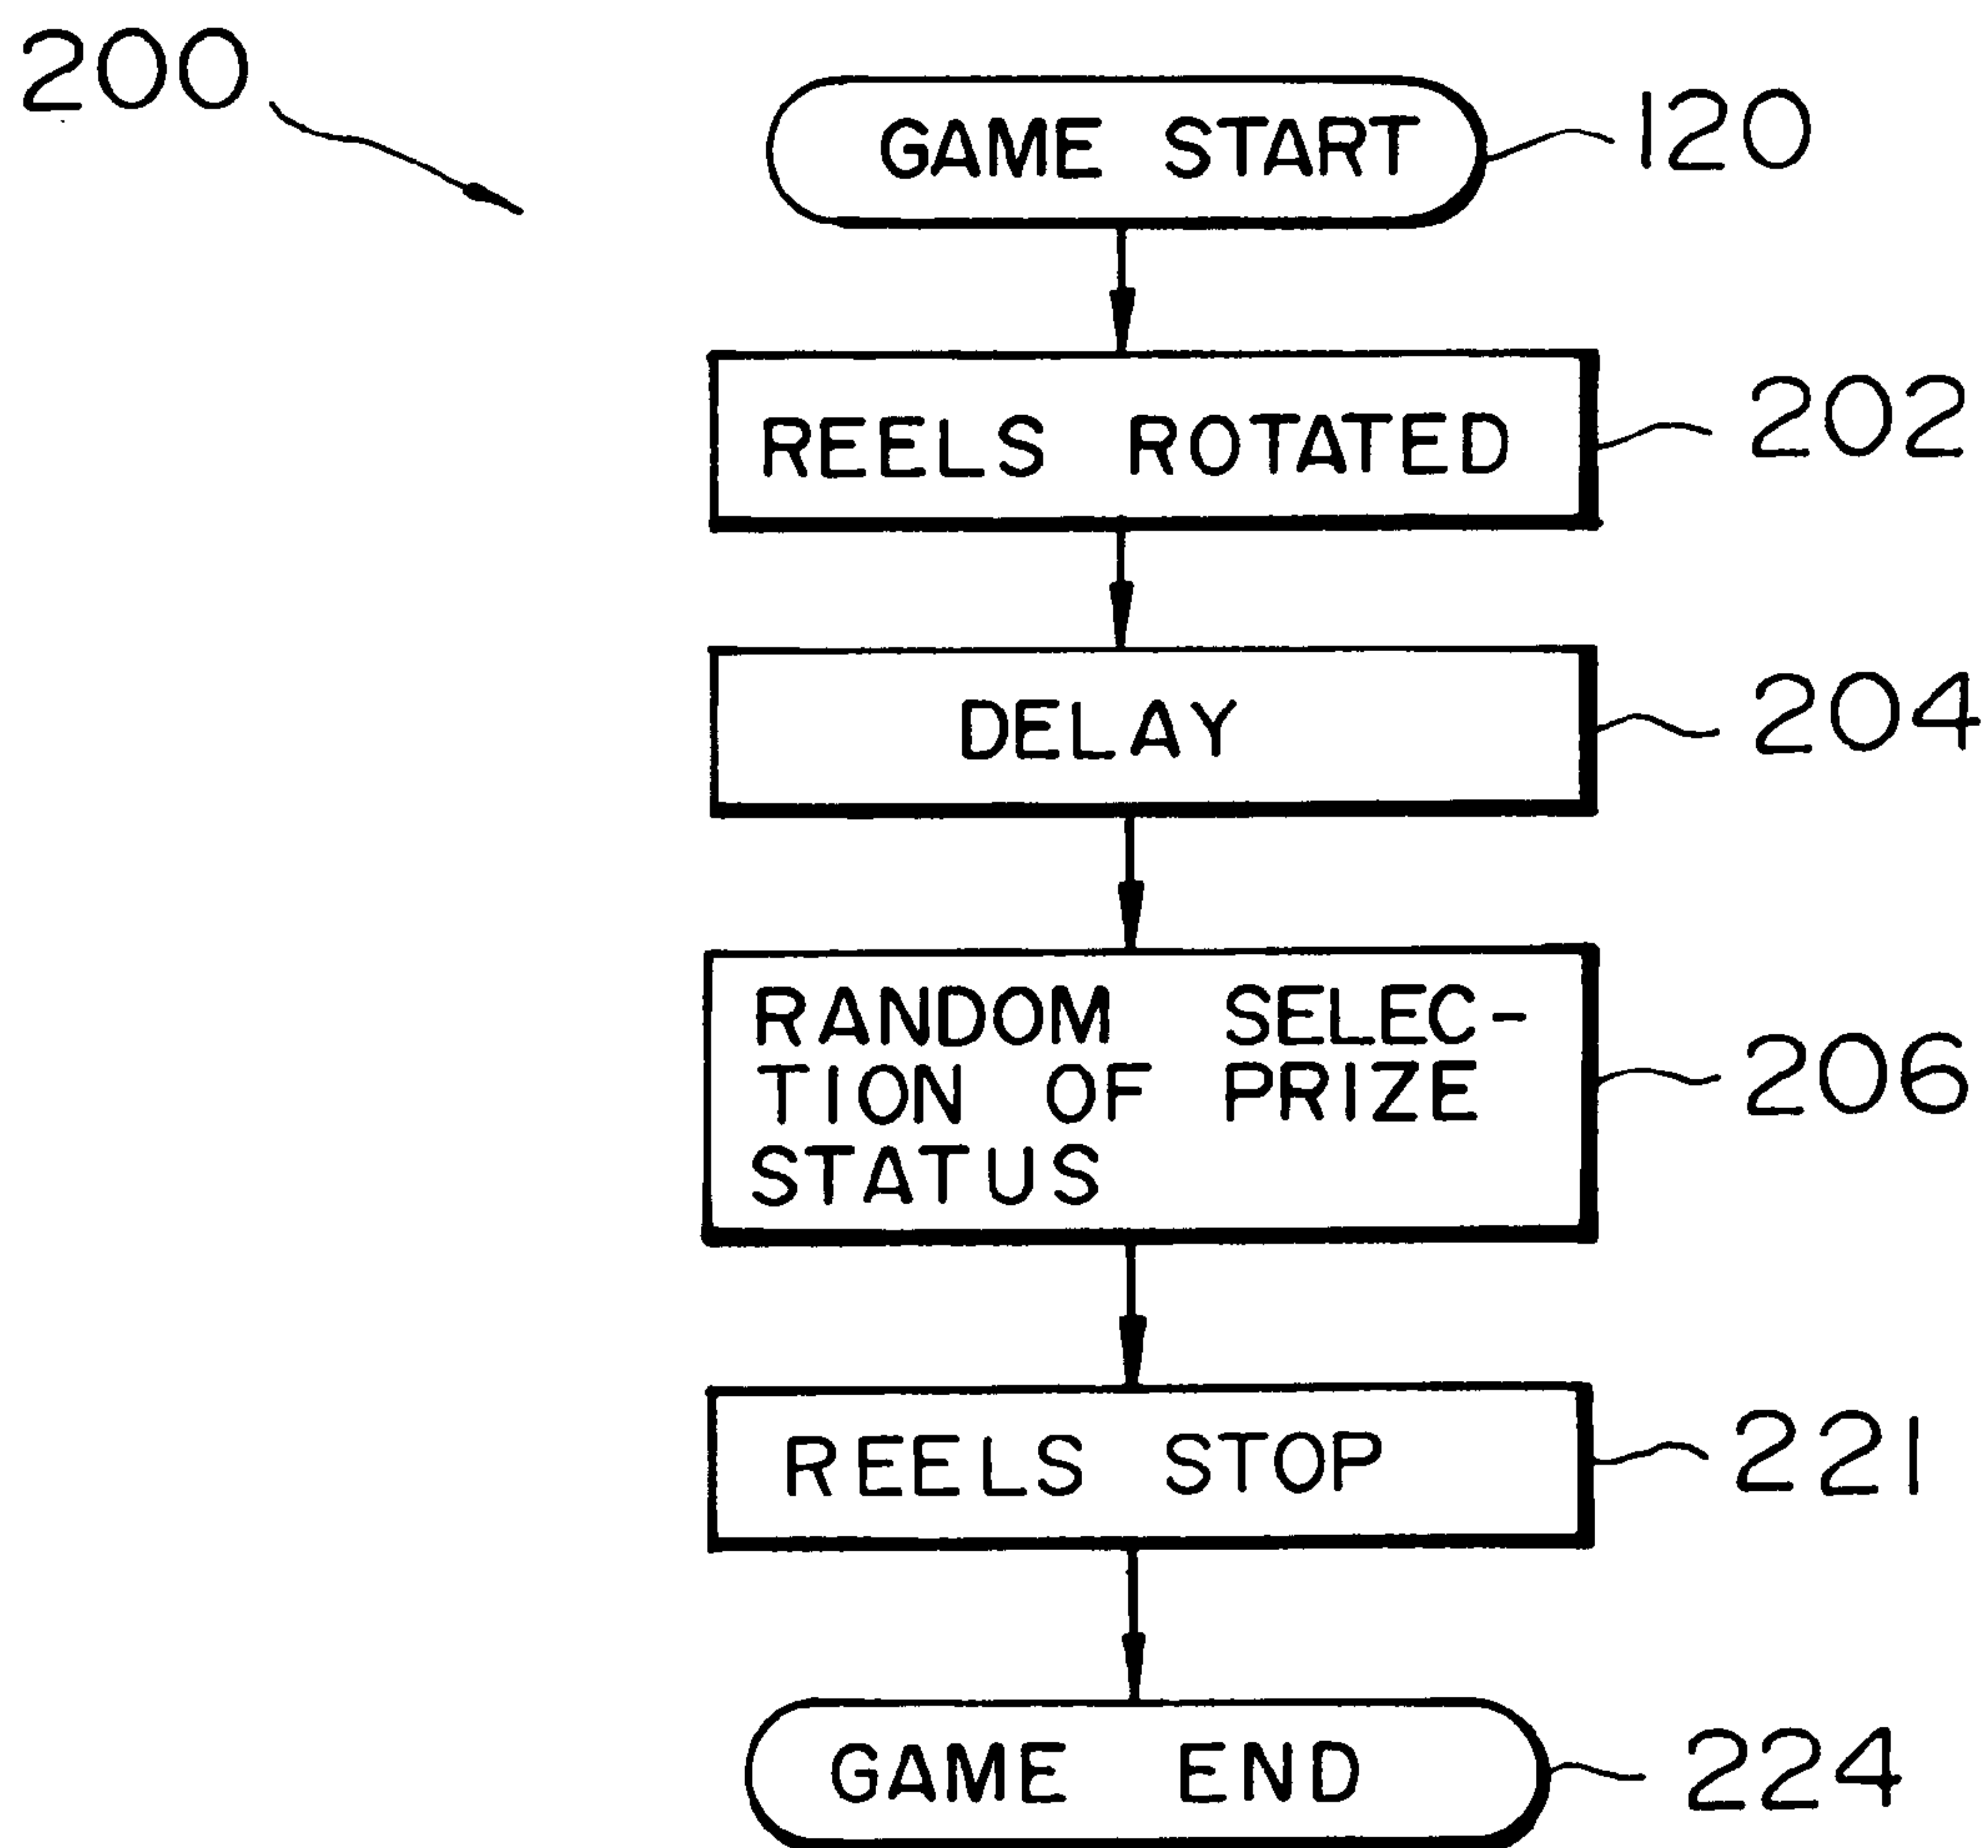 200
GAME START
120
REELS ROTATED
202
DELAY
204
RANDOM SELEC-
TION OF PRIZE
STATUS
206
REELS STOP
221
GAME END
224